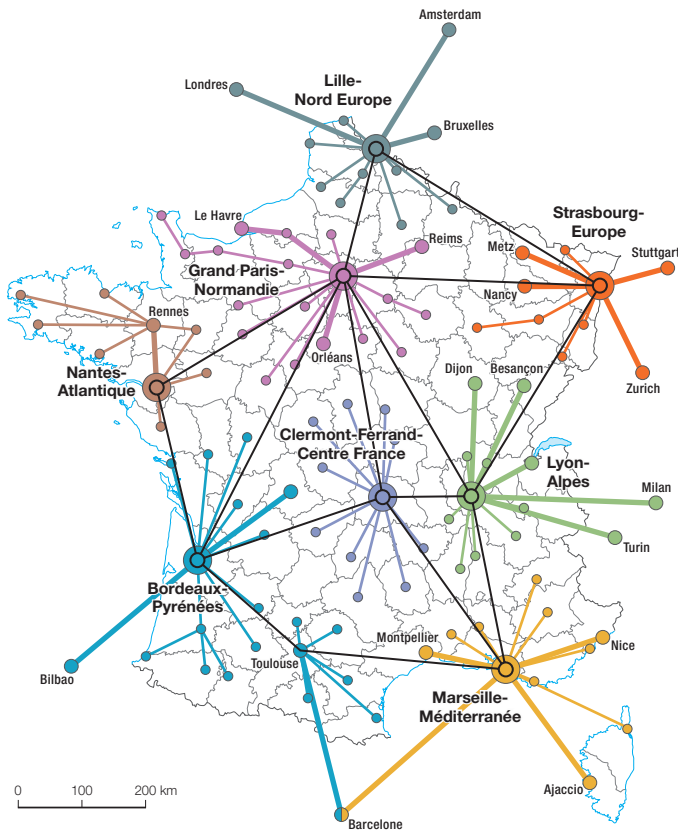 Amsterdam
Londres
Lille-
Nord Europe
Bruxelles
Le Havre
Reims
Strasbourg-
Europe
Metz
Stuttgart
Grand Paris-
Normandie
Nancy
Rennes
Orléans
Nantes-
Atlantique
Dijon
Besançon
Zurich
Clermont-Ferrand-
Centre France
Lyon-
Alpes
Milan
Turin
Bordeaux-
Pyrénées
Montpellier
Nice
Toulouse
Bilbao
Marseille-
Méditerranée
Ajaccio
0 100 200 km
Barcelone